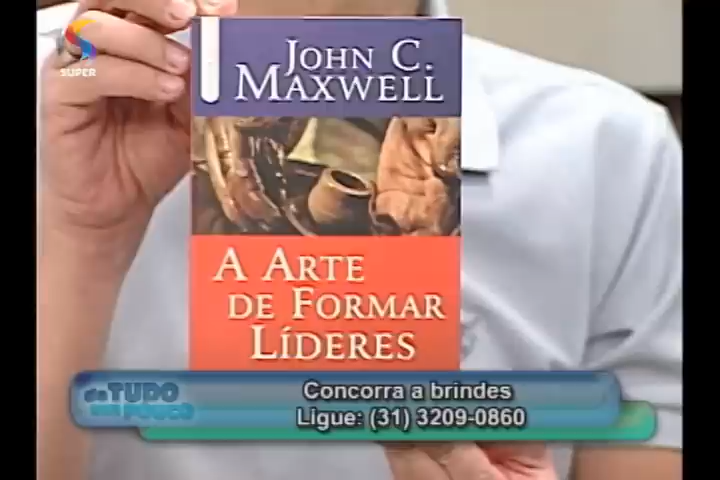 SUPER
JOHN C.
MAXWELL
A ARTE
DE FORMAR
LÍDERES
de TUDO
um POUCO
Concorra a brindes
Ligue: (31) 3209-0860